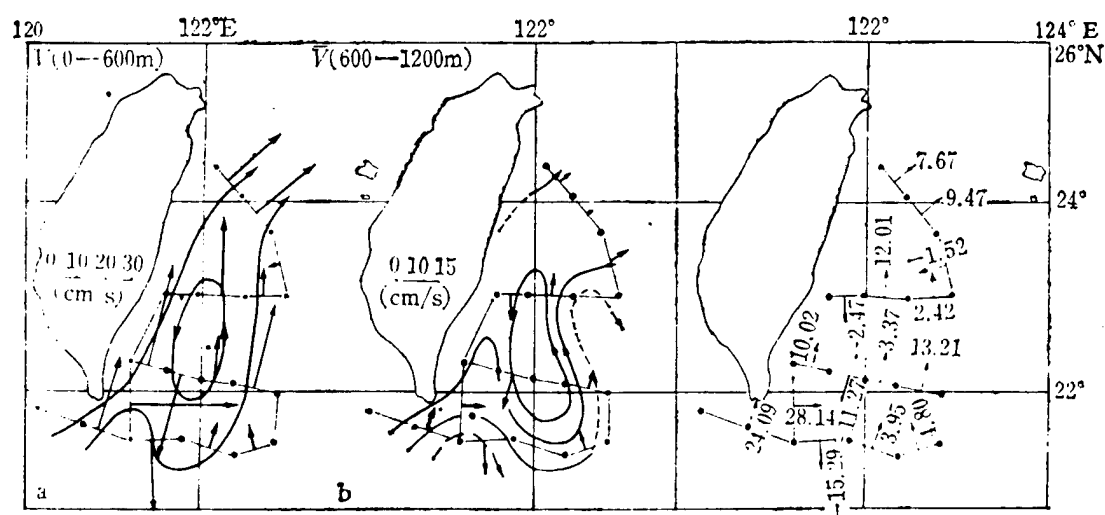 120 122°E 122° 122° 124° E
26°N
V(0—600m) V̄(600—1200m)
7.67
24°
9.47
12.01
-1.52
0 10 20 30
(cm s)
0 10 15
(cm/s)
2.42
-2.47
-3.37
10.02
13.21
22°
11.27
28.14
24.09
3.95
4.80
-15.29
a b